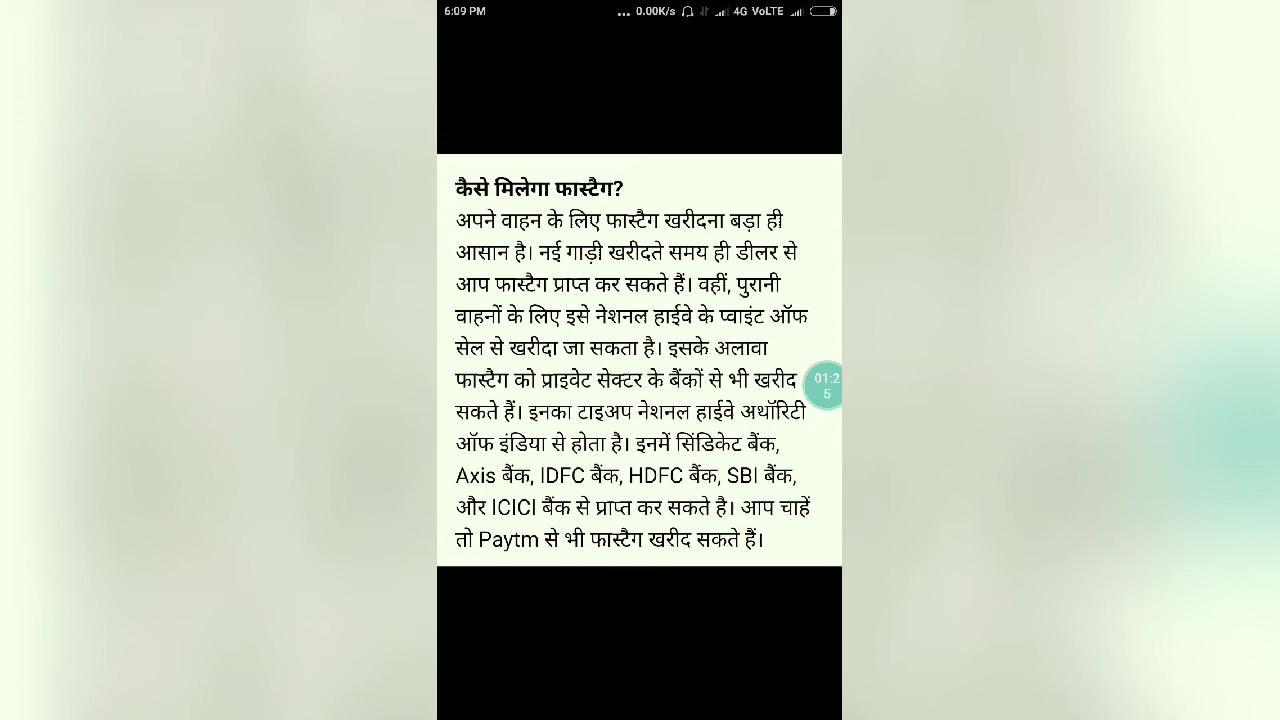 6:09 PM
... 0.00K/s 4G VoLTE
कैसे मिलेगा फास्टैग?
अपने वाहन के लिए फास्टैग खरीदना बड़ा ही
आसान है। नई गाड़ी खरीदते समय ही डीलर से
आप फास्टैग प्राप्त कर सकते हैं। वहीं, पुरानी
वाहनों के लिए इसे नेशनल हाईवे के प्वाइंट ऑफ
सेल से खरीदा जा सकता है। इसके अलावा
फास्टैग को प्राइवेट सेक्टर के बैंकों से भी खरीद
सकते हैं। इनका टाइअप नेशनल हाईवे अथॉरिटी
ऑफ इंडिया से होता है। इनमें सिंडिकेट बैंक,
Axis बैंक, IDFC बैंक, HDFC बैंक, SBI बैंक,
और ICICI बैंक से प्राप्त कर सकते है। आप चाहें
तो Paytm से भी फास्टैग खरीद सकते हैं।
01:2
5